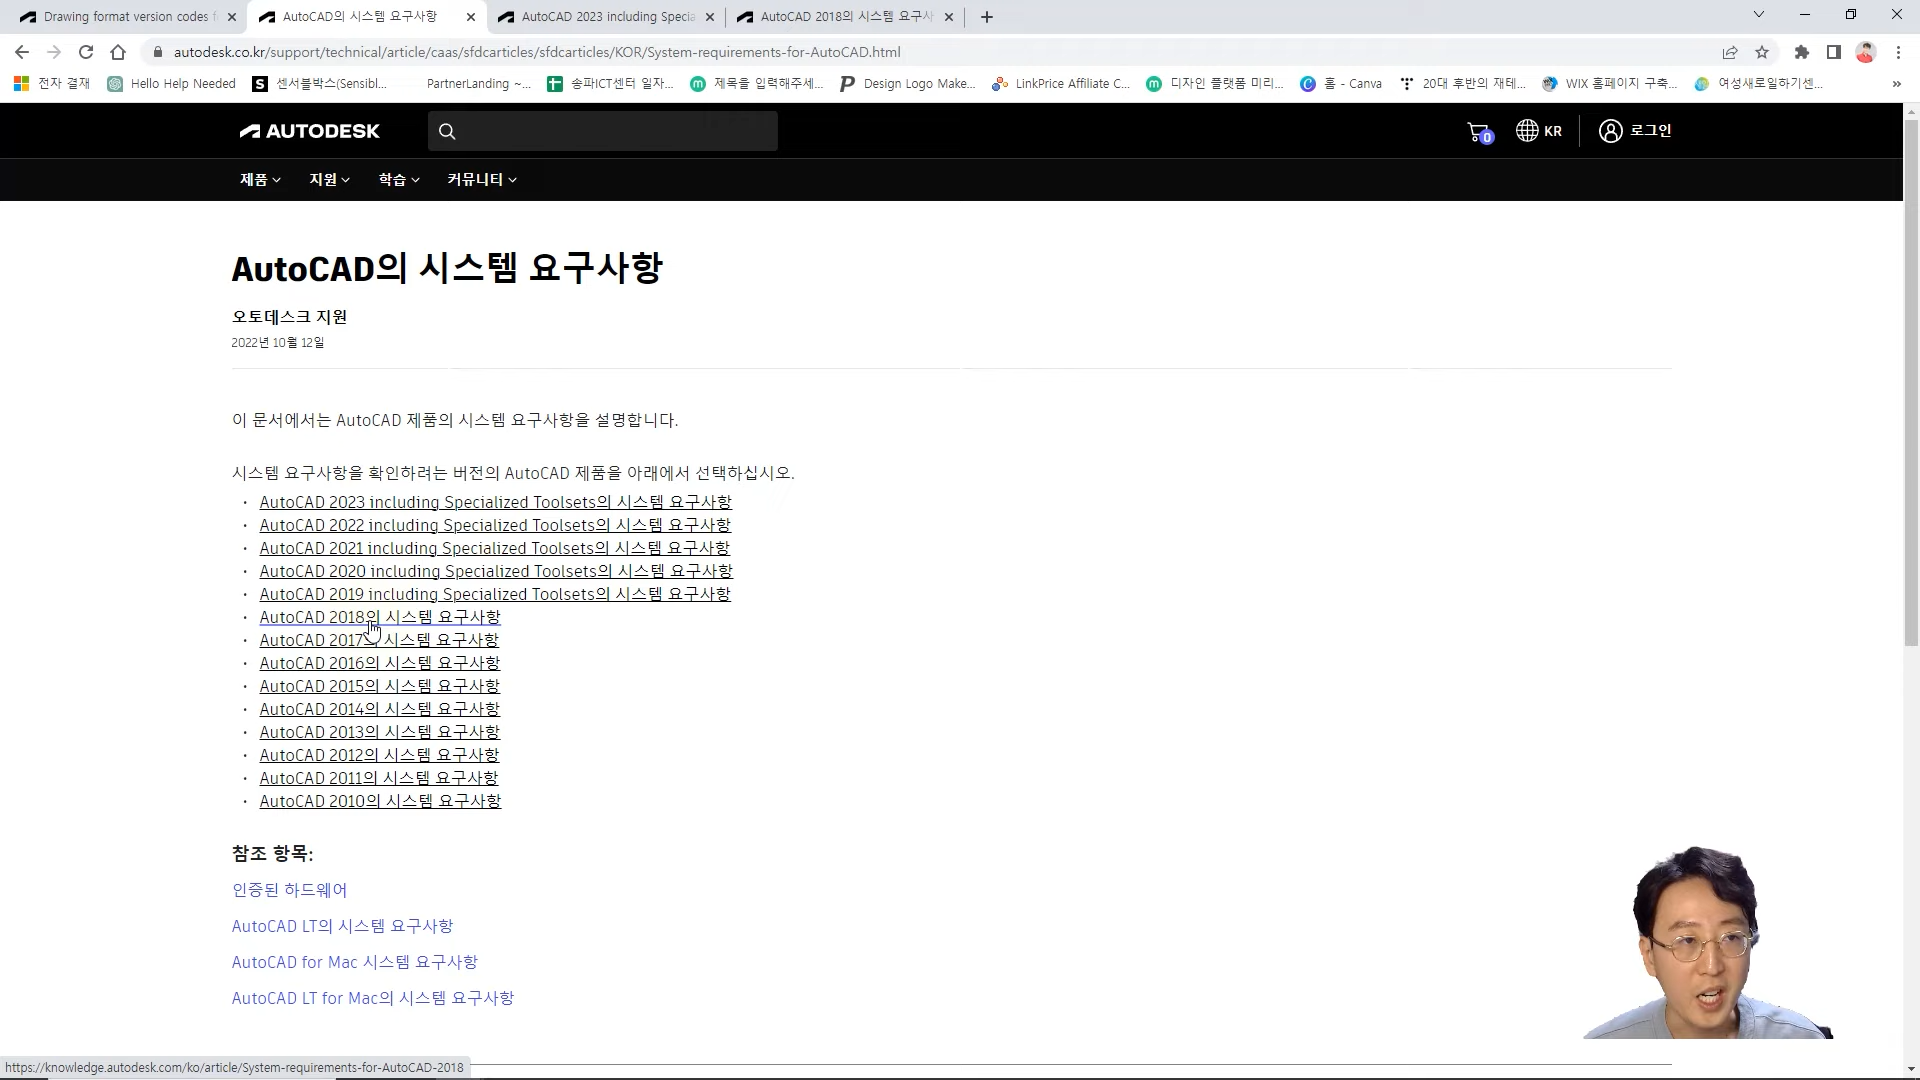 Drawing format version codes f
AutoCAD의 시스템 요구사항
AutoCAD 2023 including Specia
AutoCAD 2018의 시스템 요구사
autodesk.co.kr/support/technical/article/caas/sfdcarticles/sfdcarticles/KOR/System-requirements-for-AutoCAD.html
전자 결재
Hello Help Needed
S 센서블박스(Sensibl...
PartnerLanding ~...
송파ICT센터 일자...
m 제목을 입력해주세...
Design Logo Make...
LinkPrice Affiliate C...
m 디자인 플랫폼 미리...
홈 - Canva
20대 후반의 재테...
WIX 홈페이지 구축...
여성새로일하기센...
»
AUTODESK
0
KR
로그인
제품
지원
학습
커뮤니티
AutoCAD의 시스템 요구사항
오토데스크 지원
2022년 10월 12일
이 문서에서는 AutoCAD 제품의 시스템 요구사항을 설명합니다.
시스템 요구사항을 확인하려는 버전의 AutoCAD 제품을 아래에서 선택하십시오.
• AutoCAD 2023 including Specialized Toolsets의 시스템 요구사항
• AutoCAD 2022 including Specialized Toolsets의 시스템 요구사항
• AutoCAD 2021 including Specialized Toolsets의 시스템 요구사항
• AutoCAD 2020 including Specialized Toolsets의 시스템 요구사항
• AutoCAD 2019 including Specialized Toolsets의 시스템 요구사항
• AutoCAD 2018의 시스템 요구사항
• AutoCAD 2017의 시스템 요구사항
• AutoCAD 2016의 시스템 요구사항
• AutoCAD 2015의 시스템 요구사항
• AutoCAD 2014의 시스템 요구사항
• AutoCAD 2013의 시스템 요구사항
• AutoCAD 2012의 시스템 요구사항
• AutoCAD 2011의 시스템 요구사항
• AutoCAD 2010의 시스템 요구사항
참조 항목:
인증된 하드웨어
AutoCAD LT의 시스템 요구사항
AutoCAD for Mac 시스템 요구사항
AutoCAD LT for Mac의 시스템 요구사항
https://knowledge.autodesk.com/ko/article/System-requirements-for-AutoCAD-2018